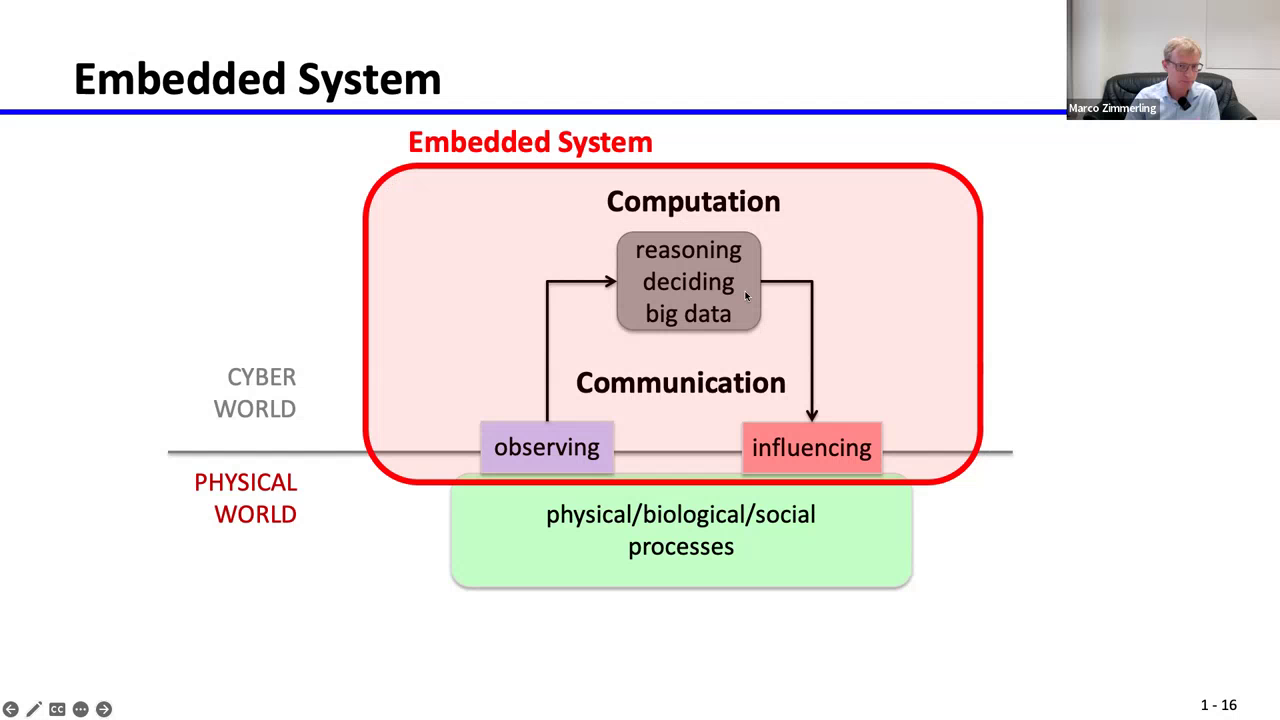 Embedded System
Marco Zimmerling
Embedded System
Computation
reasoning
deciding
big data
Communication
CYBER
WORLD
observing
influencing
PHYSICAL
WORLD
physical/biological/social
processes
CC
1 - 16